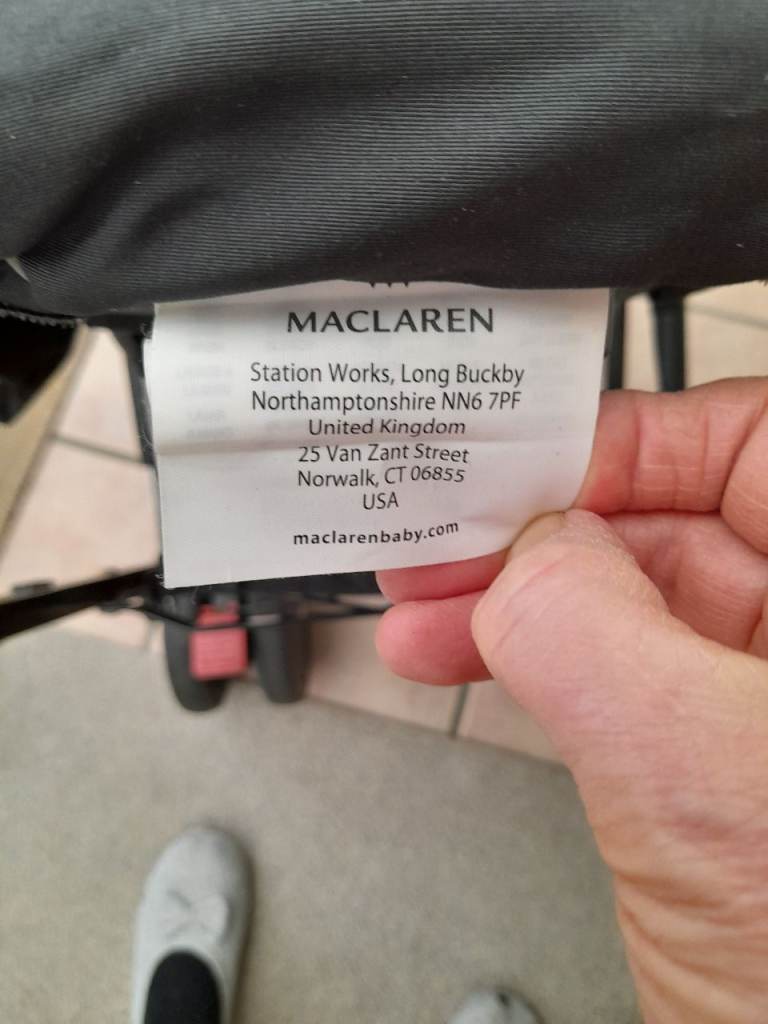 MACLAREN
Station Works, Long Buckby
Northamptonshire NN6 7PF
United Kingdom
25 Van Zant Street
Norwalk, CT 06855
USA
maclarenbaby.com